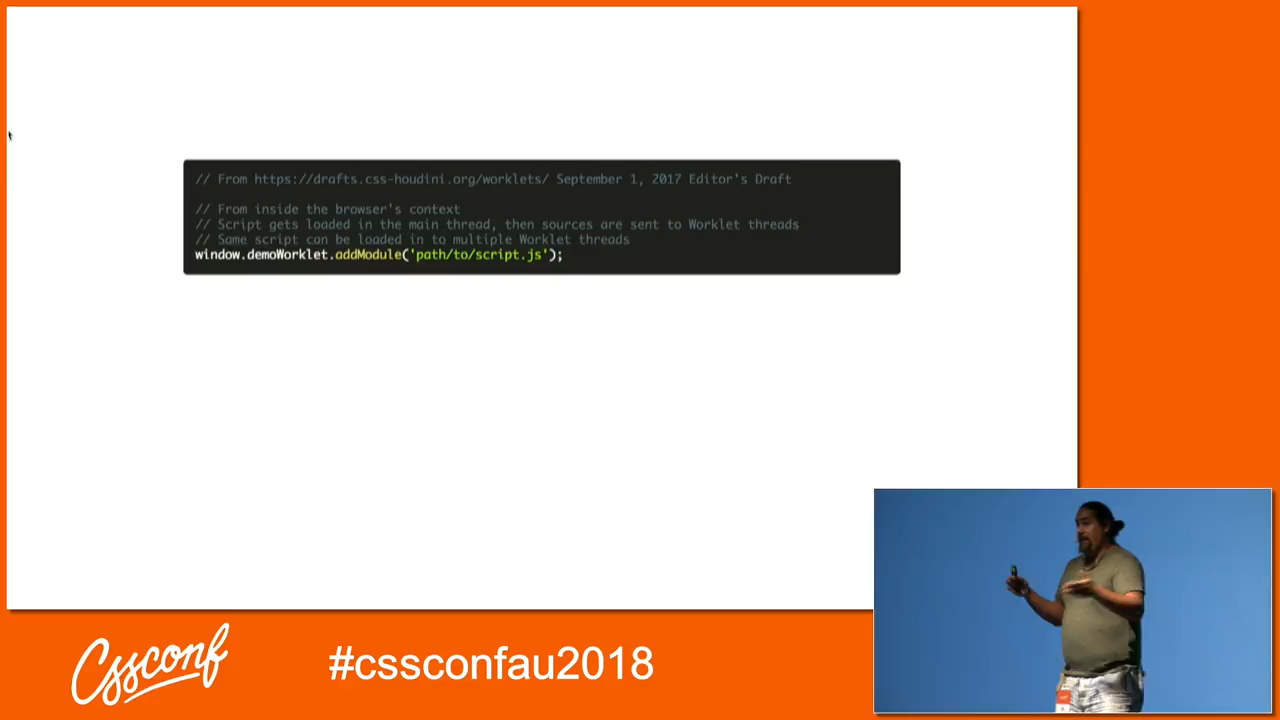 // From https://drafts.css-houdini.org/worklets/ September 1, 2017 Editor's Draft
// From inside the browser's context
// Script gets loaded in the main thread, then sources are sent to Worklet threads
// Same script can be loaded in to multiple Worklet threads
window.demoWorklet.addModule('path/to/script.js');
Cssconf
#cssconfau2018